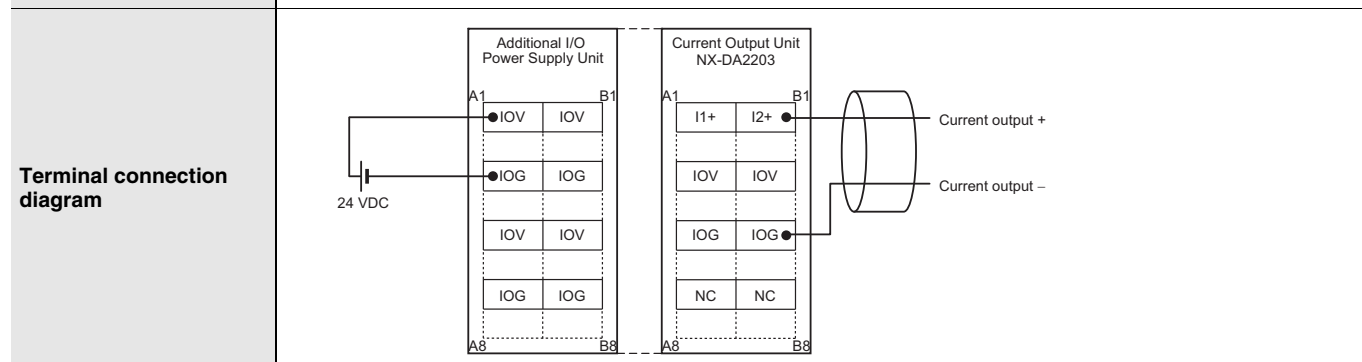 Terminal connection
diagram
24 VDC
Additional I/O
Power Supply Unit
A1 B1
IOV IOV
IOG IOG
IOV IOV
IOG IOG
A8 B8
Current Output Unit
NX-DA2203
A1 B1
I1+ I2+
IOV IOV
IOG IOG
NC NC
A8 B8
Current output +
Current output –